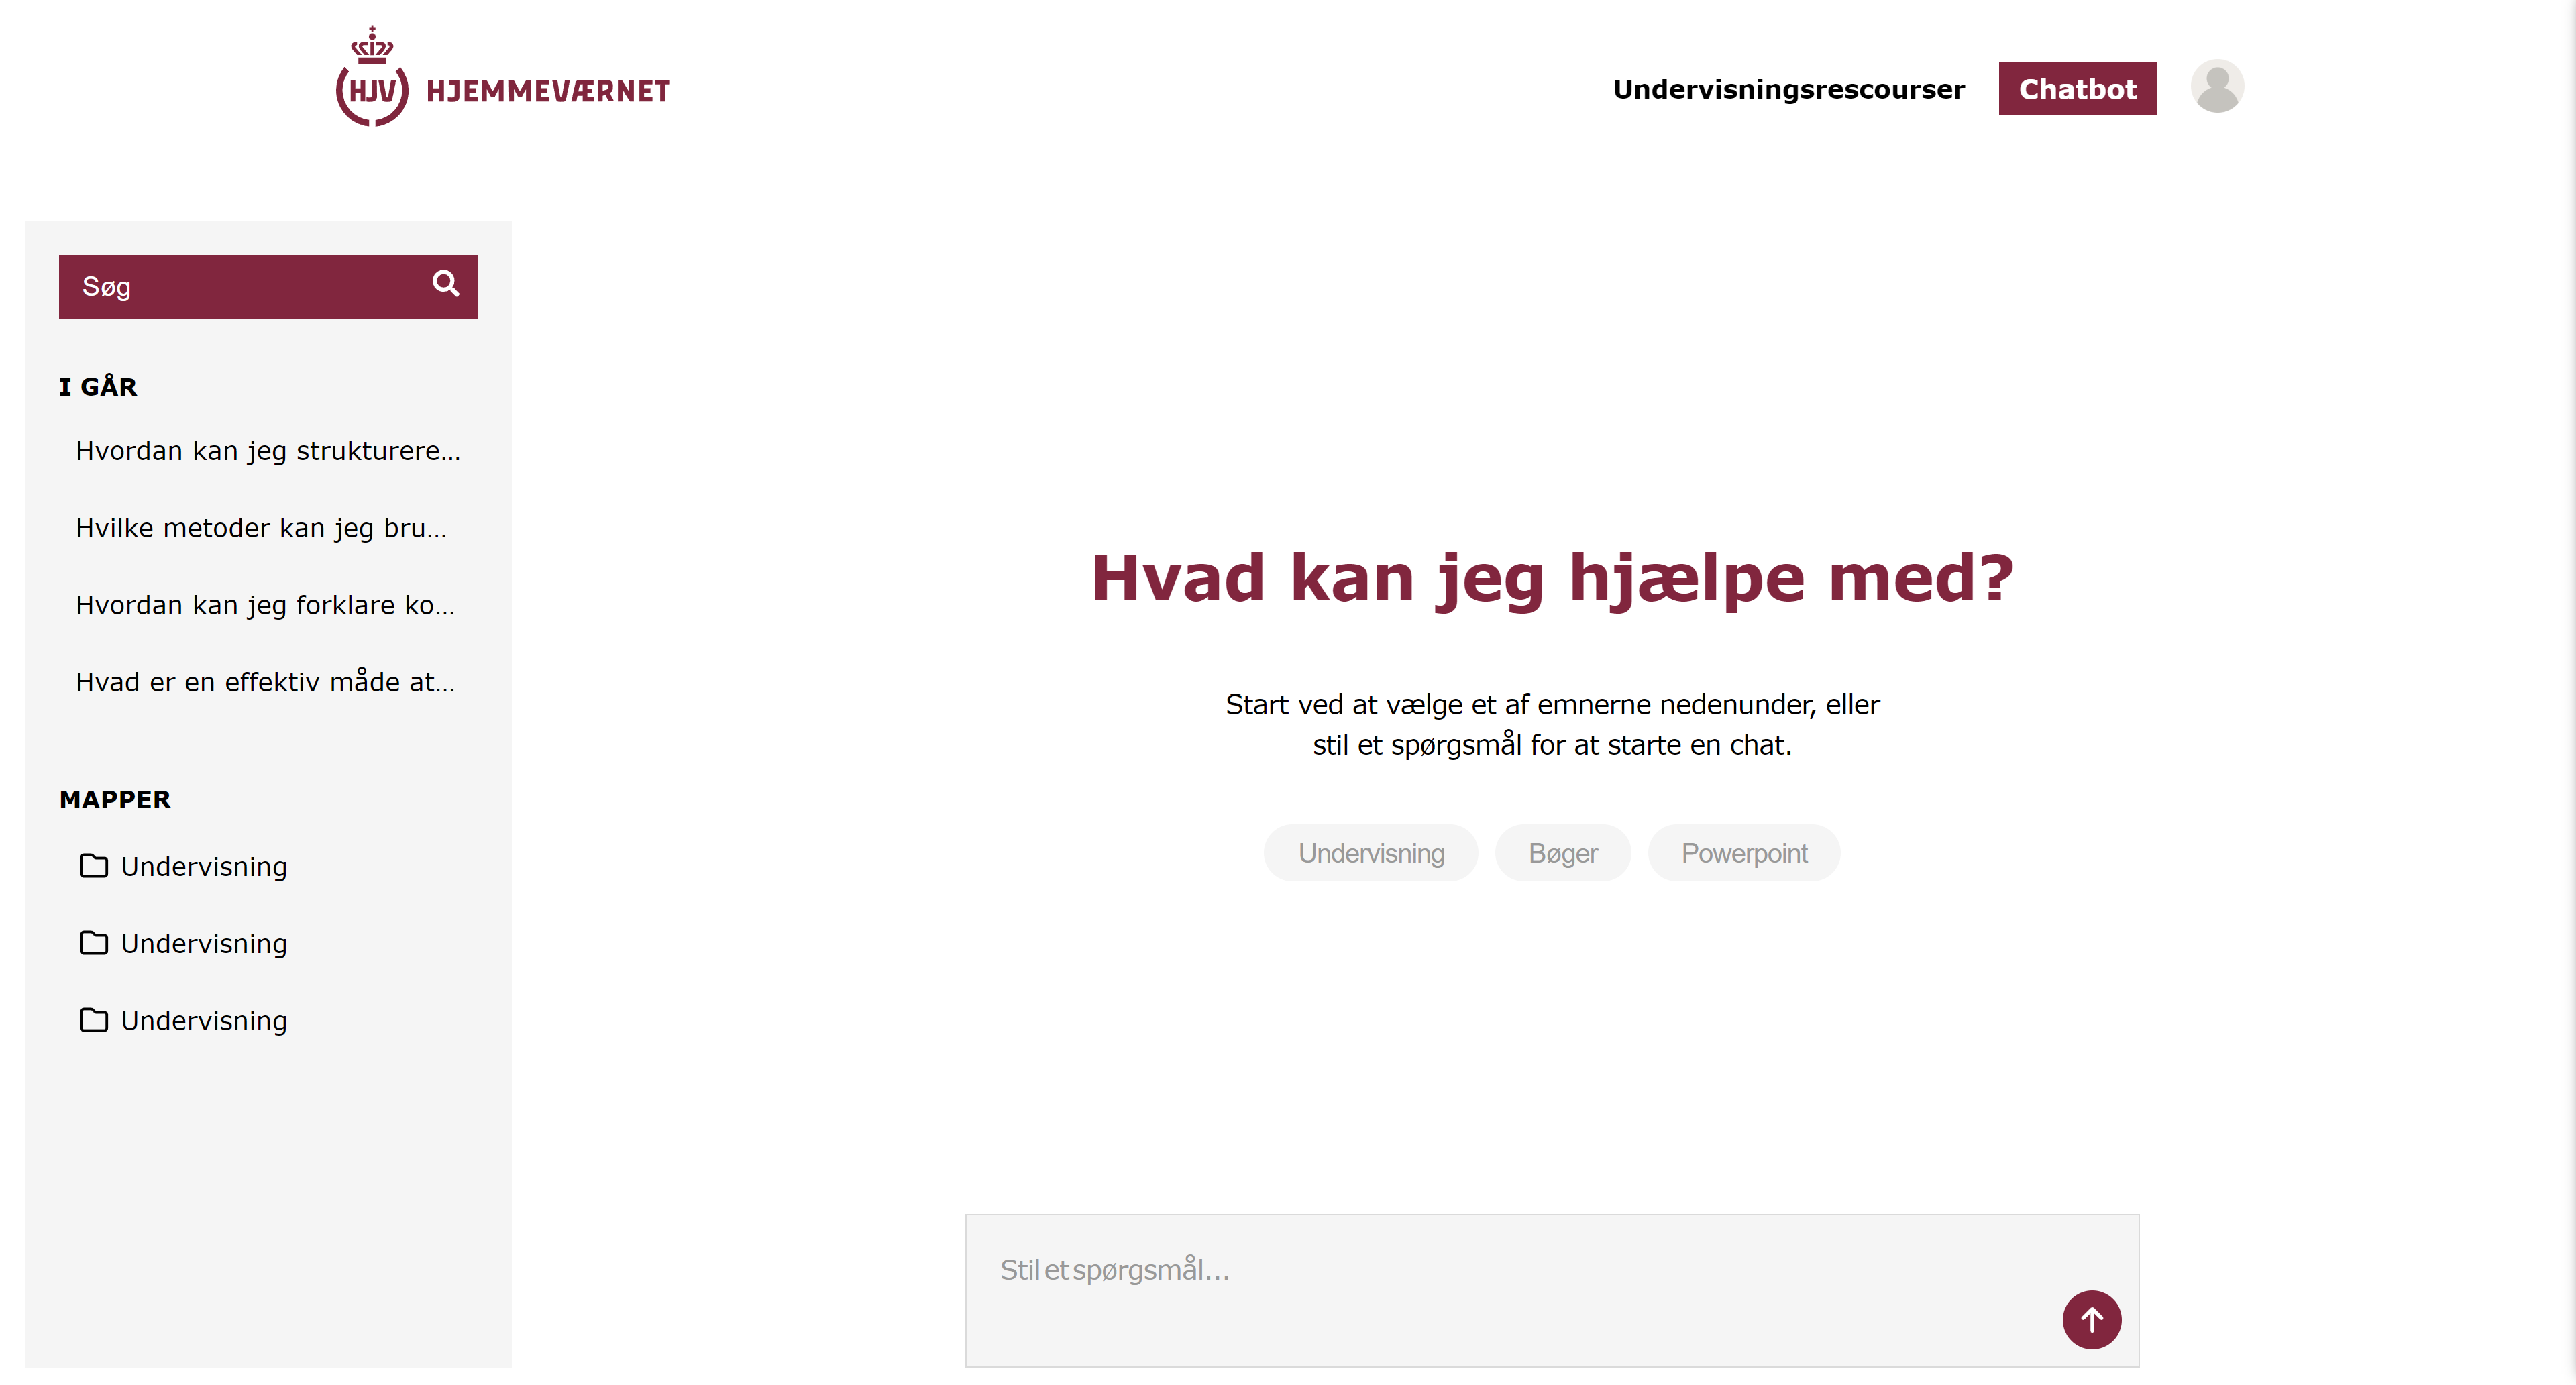 HJV HJEMMEVÆRNET
Undervisningsrescourser
Chatbot
Søg
I GÅR
Hvordan kan jeg strukturere...
Hvilke metoder kan jeg bru...
Hvordan kan jeg forklare ko...
Hvad er en effektiv måde at...
MAPPER
Undervisning
Undervisning
Undervisning
Hvad kan jeg hjælpe med?
Start ved at vælge et af emnerne nedenunder, eller
stil et spørgsmål for at starte en chat.
Undervisning
Bøger
Powerpoint
Stil et spørgsmål...